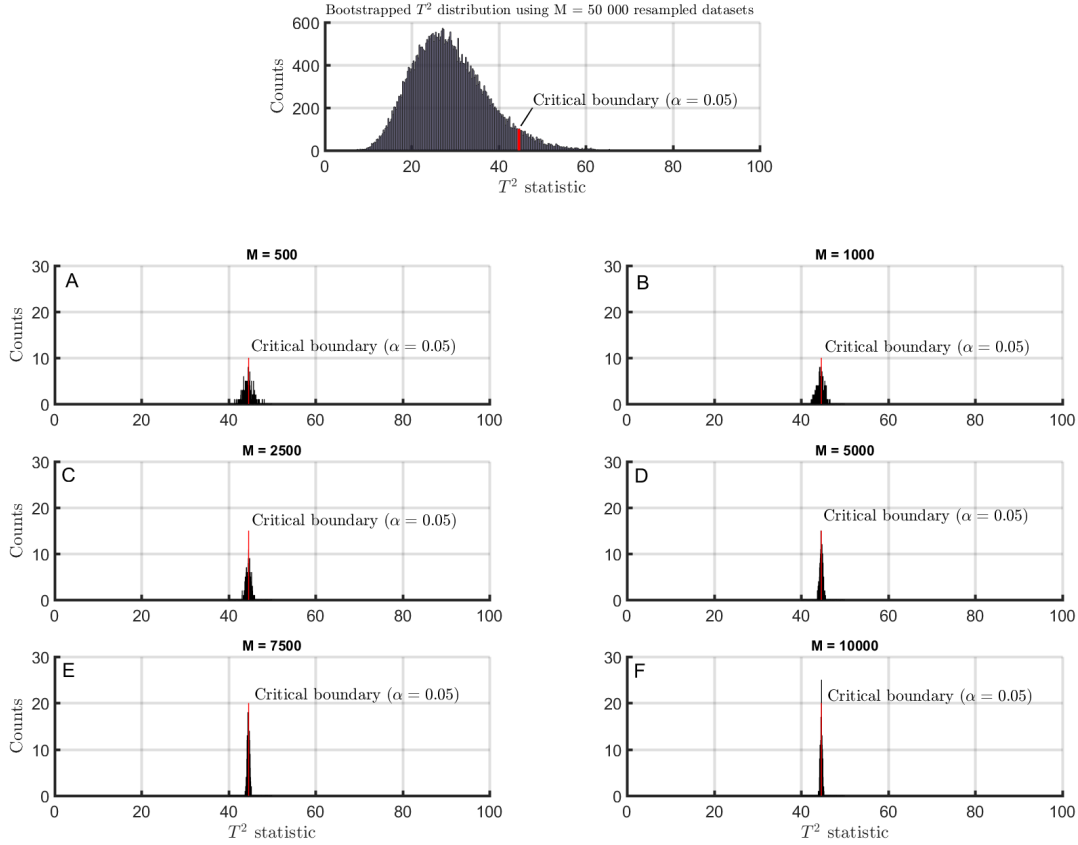 Bootstrapped T² distribution using M = 50 000 resampled datasets
600
400
200
0
Counts
Critical boundary (α = 0.05)
0 20 40 60 80 100
T² statistic
M = 500
A
30
20
10
0
Counts
Critical boundary (α = 0.05)
0 20 40 60 80 100
M = 1000
B
30
20
10
0
Critical boundary (α = 0.05)
0 20 40 60 80 100
M = 2500
C
30
20
10
0
Counts
Critical boundary (α = 0.05)
0 20 40 60 80 100
M = 5000
D
30
20
10
0
Critical boundary (α = 0.05)
0 20 40 60 80 100
M = 7500
E
30
20
10
0
Counts
Critical boundary (α = 0.05)
0 20 40 60 80 100
T² statistic
M = 10000
F
30
20
10
0
Critical boundary (α = 0.05)
0 20 40 60 80 100
T² statistic